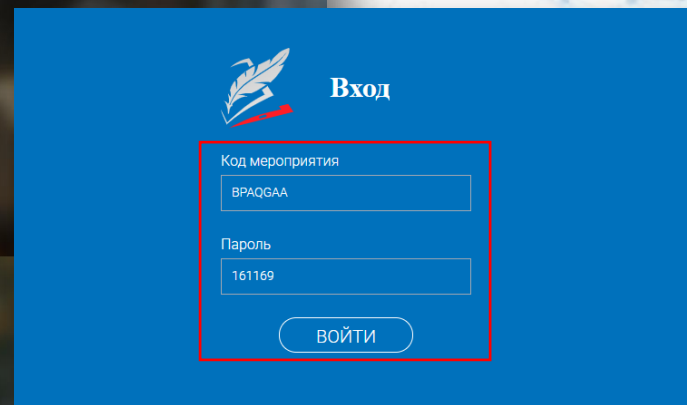 Вход
Код мероприятия
BPAQGAA
Пароль
161169
ВОЙТИ